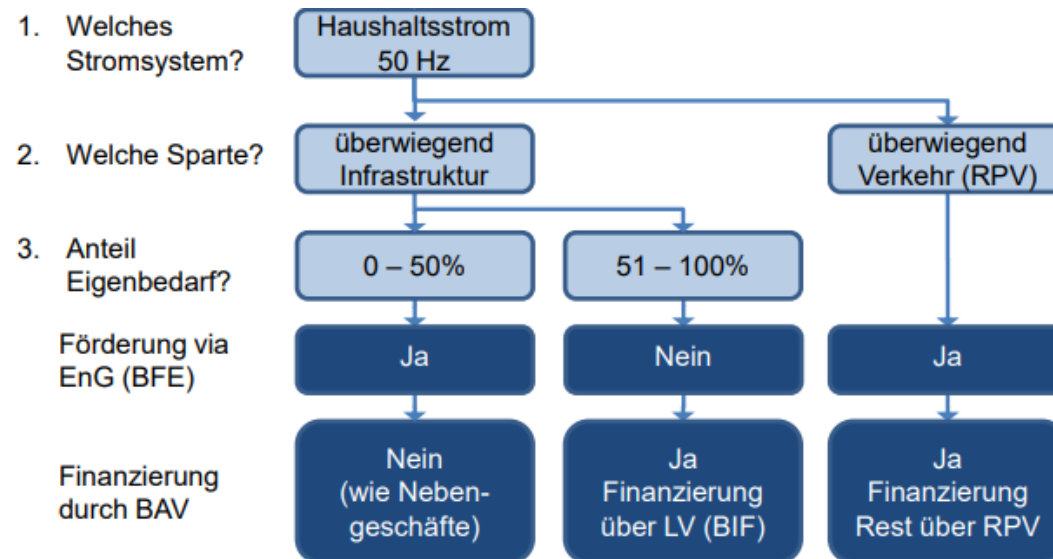 1. Welches
Stromsystem?
Haushaltsstrom
50 Hz
2. Welche Sparte?
überwiegend
Infrastruktur
überwiegend
Verkehr (RPV)
3. Anteil
Eigenbedarf?
0 – 50%
51 – 100%
Förderung via
EnG (BFE)
Ja
Nein
Ja
Finanzierung
durch BAV
Nein
(wie Neben-
geschäfte)
Ja
Finanzierung
über LV (BIF)
Ja
Finanzierung
Rest über RPV